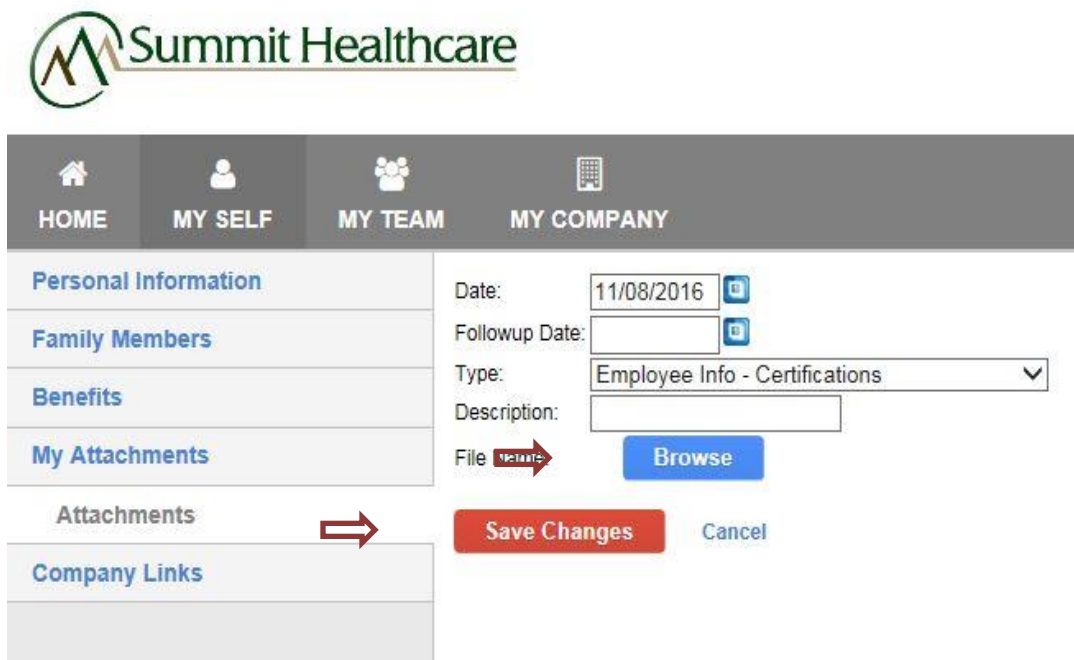 Summit Healthcare
HOME MY SELF MY TEAM MY COMPANY
Personal Information
Family Members
Benefits
My Attachments
Attachments
Company Links
Date: 11/08/2016
Followup Date:
Type: Employee Info - Certifications
Description:
File Name: Browse
Save Changes Cancel